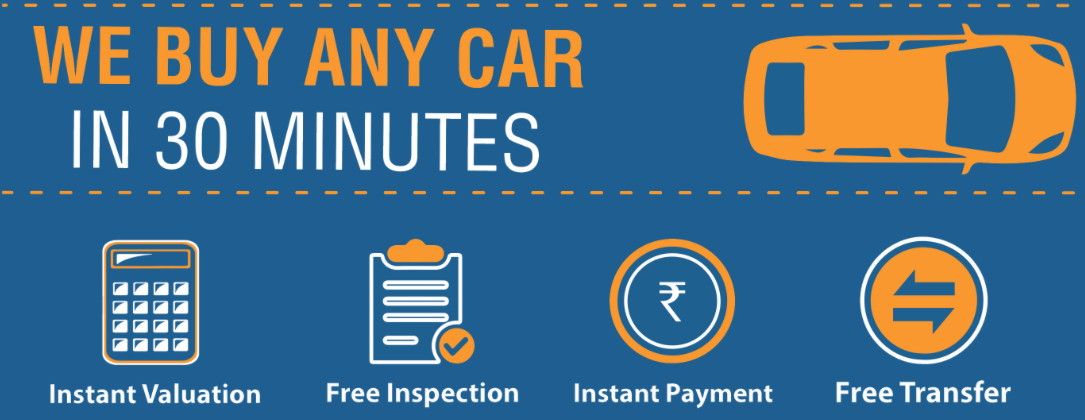 WE BUY ANY CAR
IN 30 MINUTES
₹
Instant Valuation
Free Inspection
Instant Payment
Free Transfer